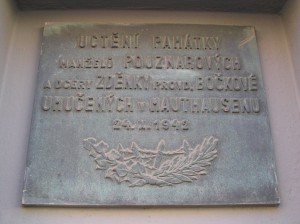 UCTĚNÍ PAMÁTKY
MANŽELŮ POUZNAROVÝCH
A DCERY ZDEŇKY PROVD. BOČKOVÉ
UMUČENÝCH V MAUTHAUSENU
24.X.1942